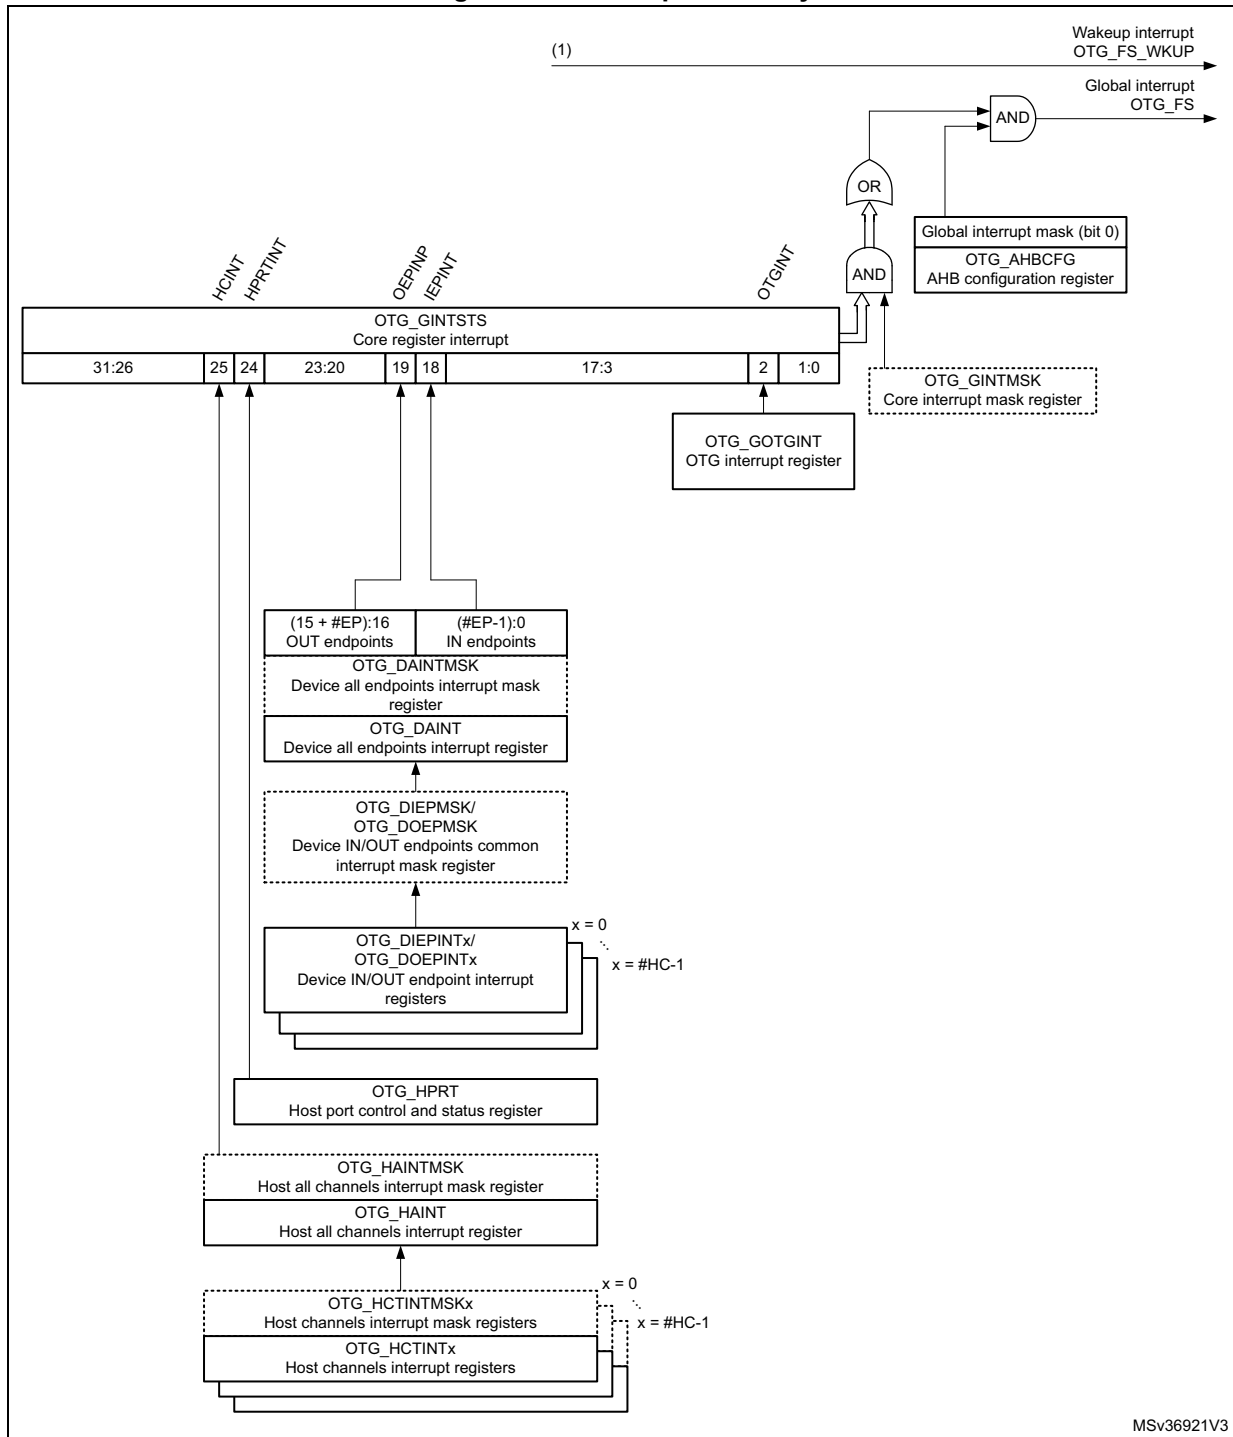 (1)
Wakeup interrupt
OTG_FS_WKUP
Global interrupt
OTG_FS
AND
OR
Global interrupt mask (bit 0)
OTG_AHBCFG
AHB configuration register
AND
HCINT
HPRTINT
OEPINP
IEPINT
OTGINT
OTG_GINTSTS
Core register interrupt
31:26
25
24
23:20
19
18
17:3
2
1:0
OTG_GINTMSK
Core interrupt mask register
OTG_GOTGINT
OTG interrupt register
(15 + #EP):16
OUT endpoints
(#EP-1):0
IN endpoints
OTG_DAINTMSK
Device all endpoints interrupt mask
register
OTG_DAINT
Device all endpoints interrupt register
OTG_DIEPMSK/
OTG_DOEPMSK
Device IN/OUT endpoints common
interrupt mask register
x = 0
x = #HC-1
OTG_DIEPINTx/
OTG_DOEPINTx
Device IN/OUT endpoint interrupt
registers
OTG_HPRT
Host port control and status register
OTG_HAINTMSK
Host all channels interrupt mask register
OTG_HAINT
Host all channels interrupt register
x = 0
x = #HC-1
OTG_HCTINTMSKx
Host channels interrupt mask registers
OTG_HCTINTx
Host channels interrupt registers
MSv36921V3